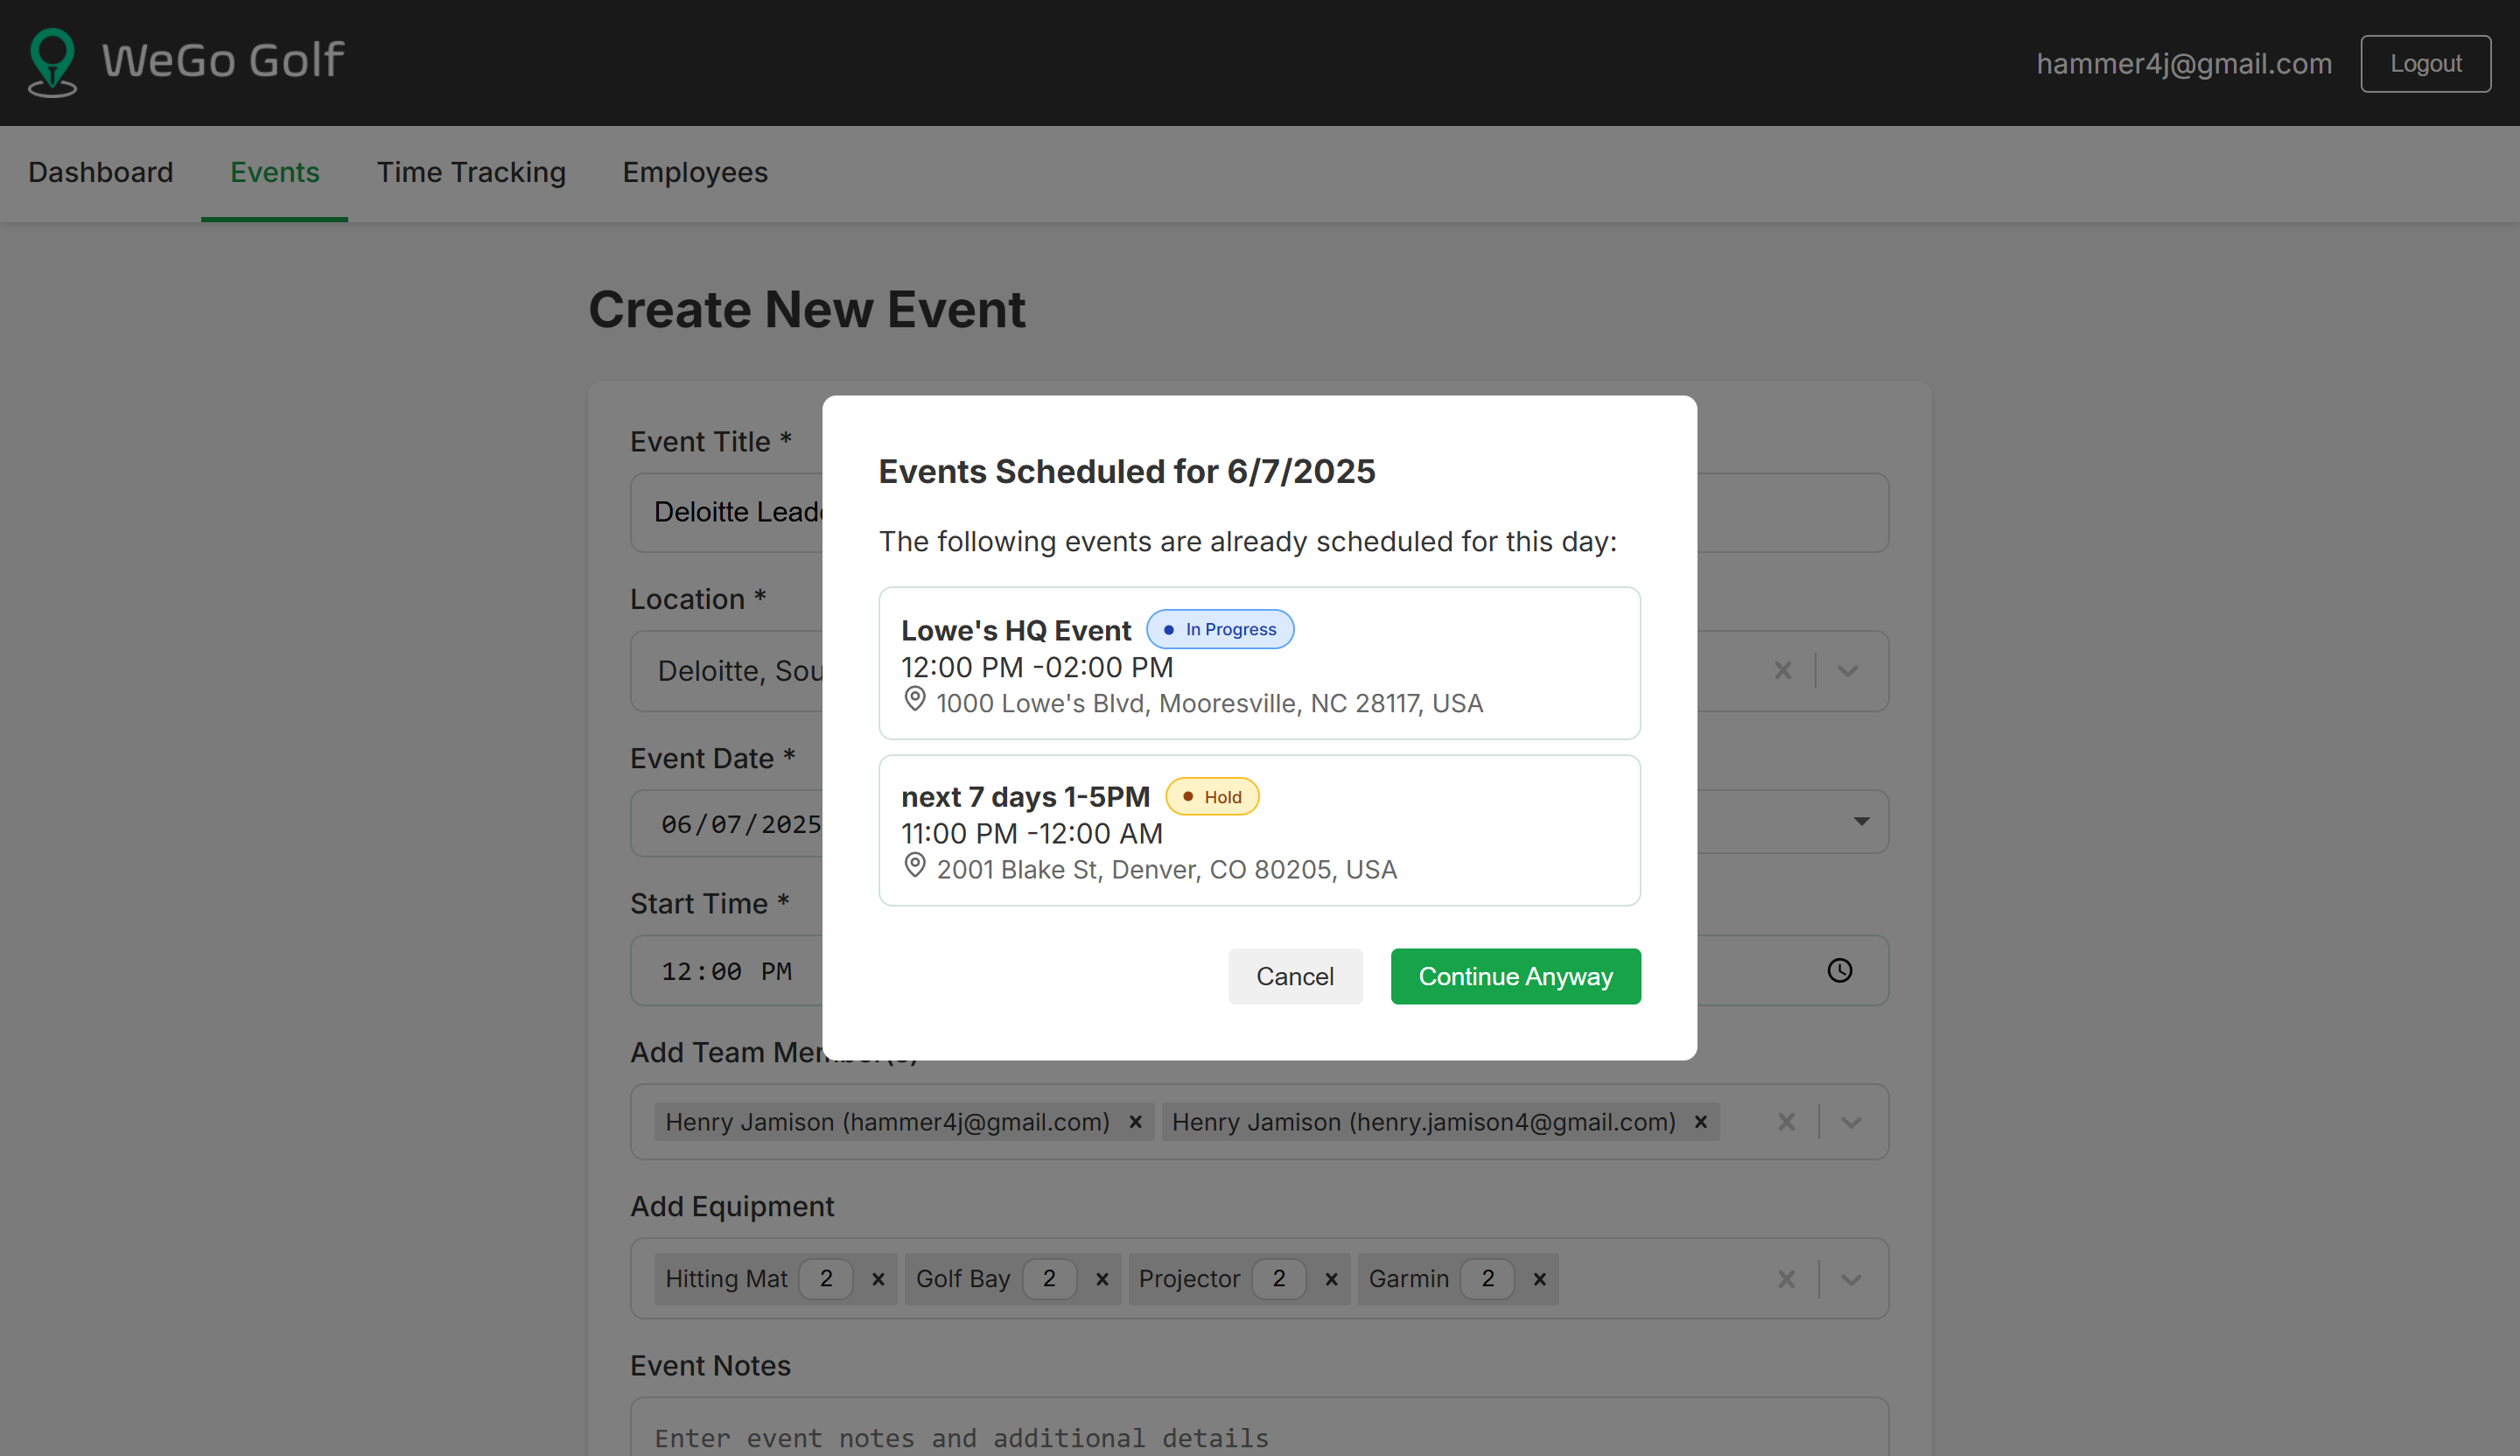 WeGo Golf
hammer4j@gmail.com
Logout
Dashboard
Events
Time Tracking
Employees
Create New Event
Event Title *
Deloitte
Location *
Deloitte,
Event Date *
06/07/2025
Start Time *
12:00 PM
Events Scheduled for 6/7/2025
The following events are already scheduled for this day:
Lowe's HQ Event
In Progress
12:00 PM -02:00 PM
1000 Lowe's Blvd, Mooresville, NC 28117, USA
next 7 days 1-5PM
Hold
11:00 PM -12:00 AM
2001 Blake St, Denver, CO 80205, USA
Cancel
Continue Anyway
Add Team Member(s)
Henry Jamison (hammer4j@gmail.com) ×
Henry Jamison (henry.jamison4@gmail.com) ×
Add Equipment
Hitting Mat 2 ×
Golf Bay 2 ×
Projector 2 ×
Garmin 2 ×
Event Notes
Enter event notes and additional details